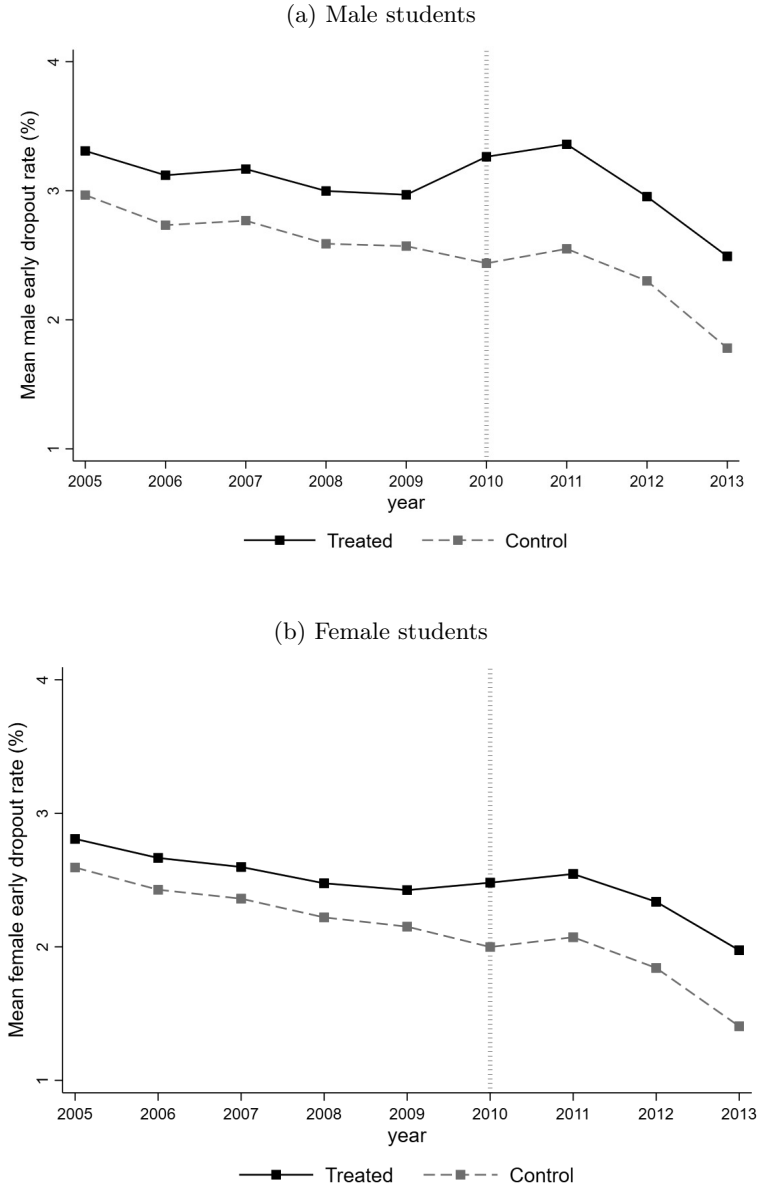 (a) Male students
Mean male early dropout rate (%)
4
3
2
1
2005 2006 2007 2008 2009 2010 2011 2012 2013
year
Treated Control
(b) Female students
Mean female early dropout rate (%)
4
3
2
1
2005 2006 2007 2008 2009 2010 2011 2012 2013
year
Treated Control